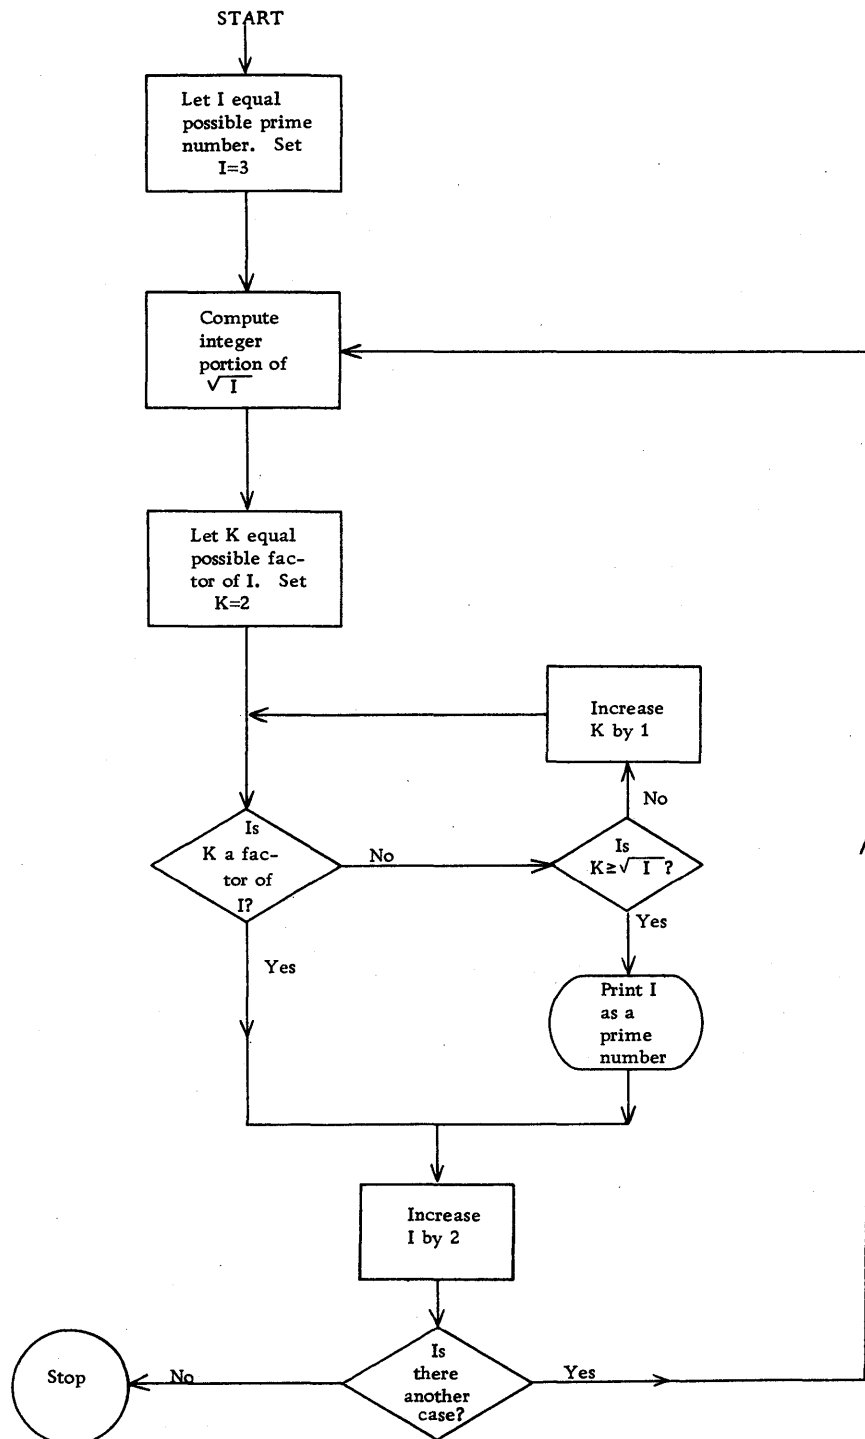 START
Let I equal
possible prime
number. Set
I=3
Compute
integer
portion of
√I
Let K equal
possible fac-
tor of I. Set
K=2
Increase
K by 1
No
Is
K a fac-
tor of
I?
No
Is
K≥√I ?
Yes
Yes
Print I
as a
prime
number
Increase
I by 2
Is
there
another
case?
No
Yes
Stop